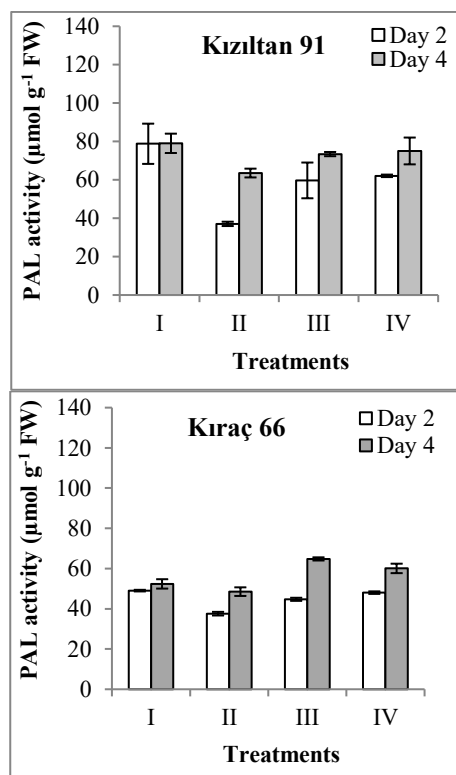 Kızıltan 91
Day 2
Day 4
PAL activity (µmol g⁻¹ FW)
140
120
100
80
60
40
20
0
I II III IV
Treatments
Kıraç 66
Day 2
Day 4
PAL activity (µmol g⁻¹ FW)
140
120
100
80
60
40
20
0
I II III IV
Treatments